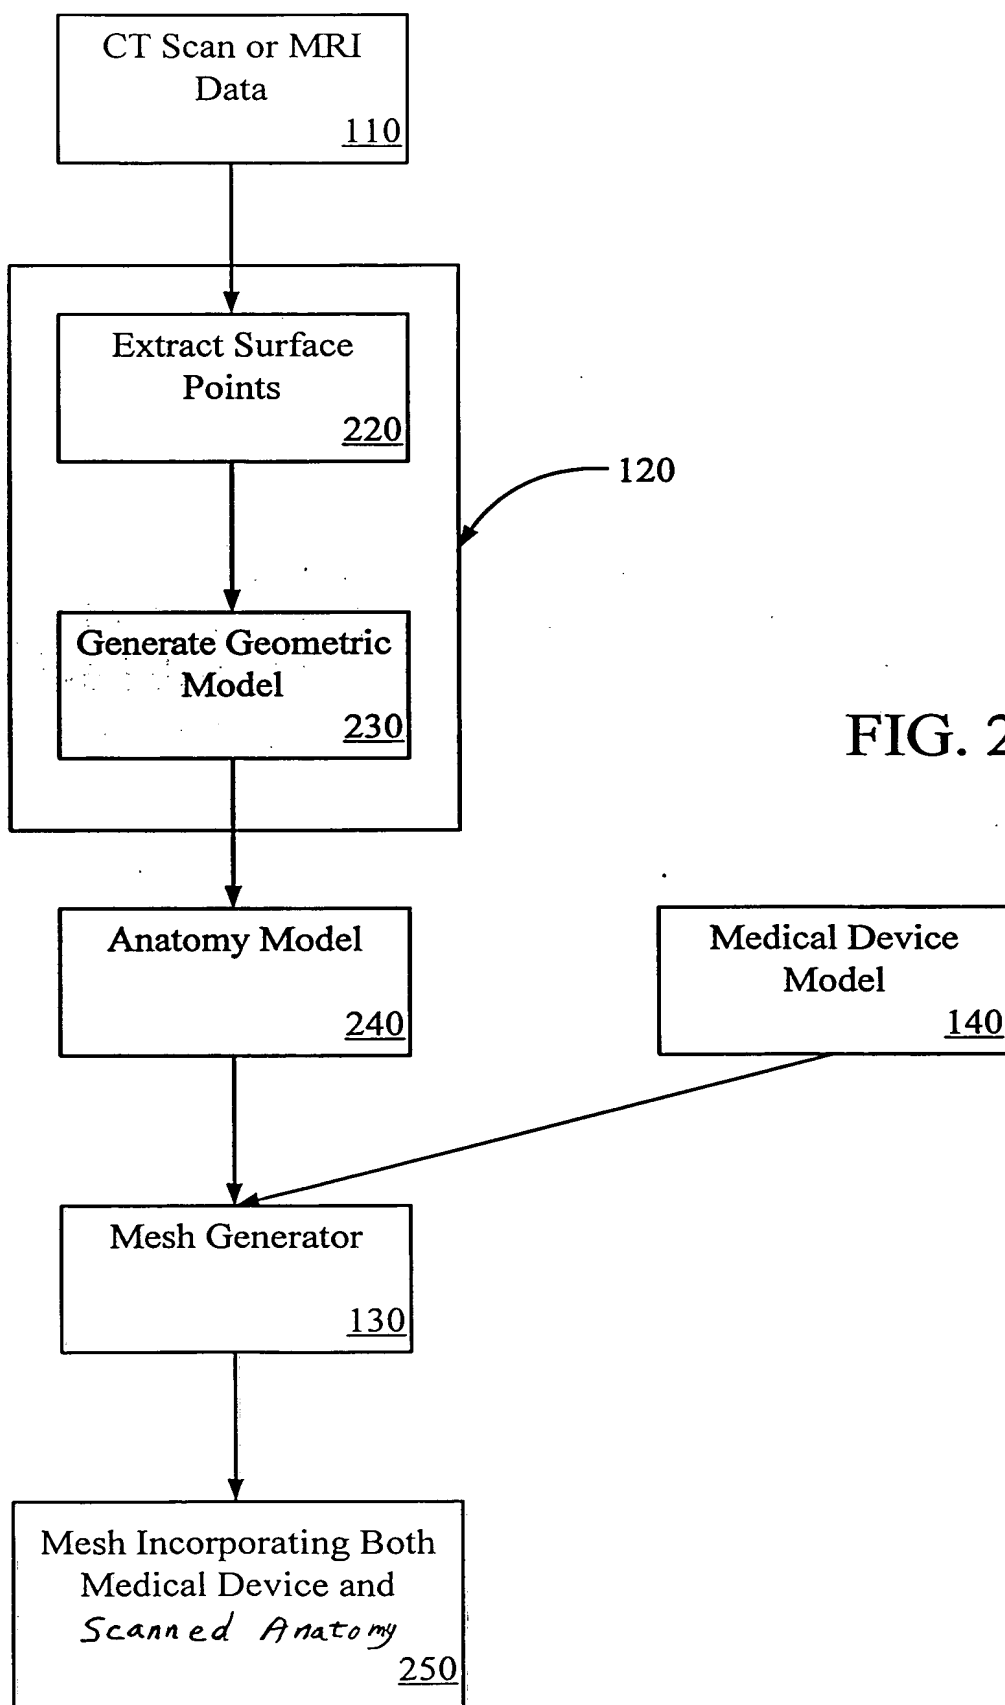 CT Scan or MRI
Data
110
Extract Surface
Points
220
120
Generate Geometric
Model
230
FIG. 2
Anatomy Model
240
Medical Device
Model
140
Mesh Generator
130
Mesh Incorporating Both
Medical Device and
Scanned Anatomy
250